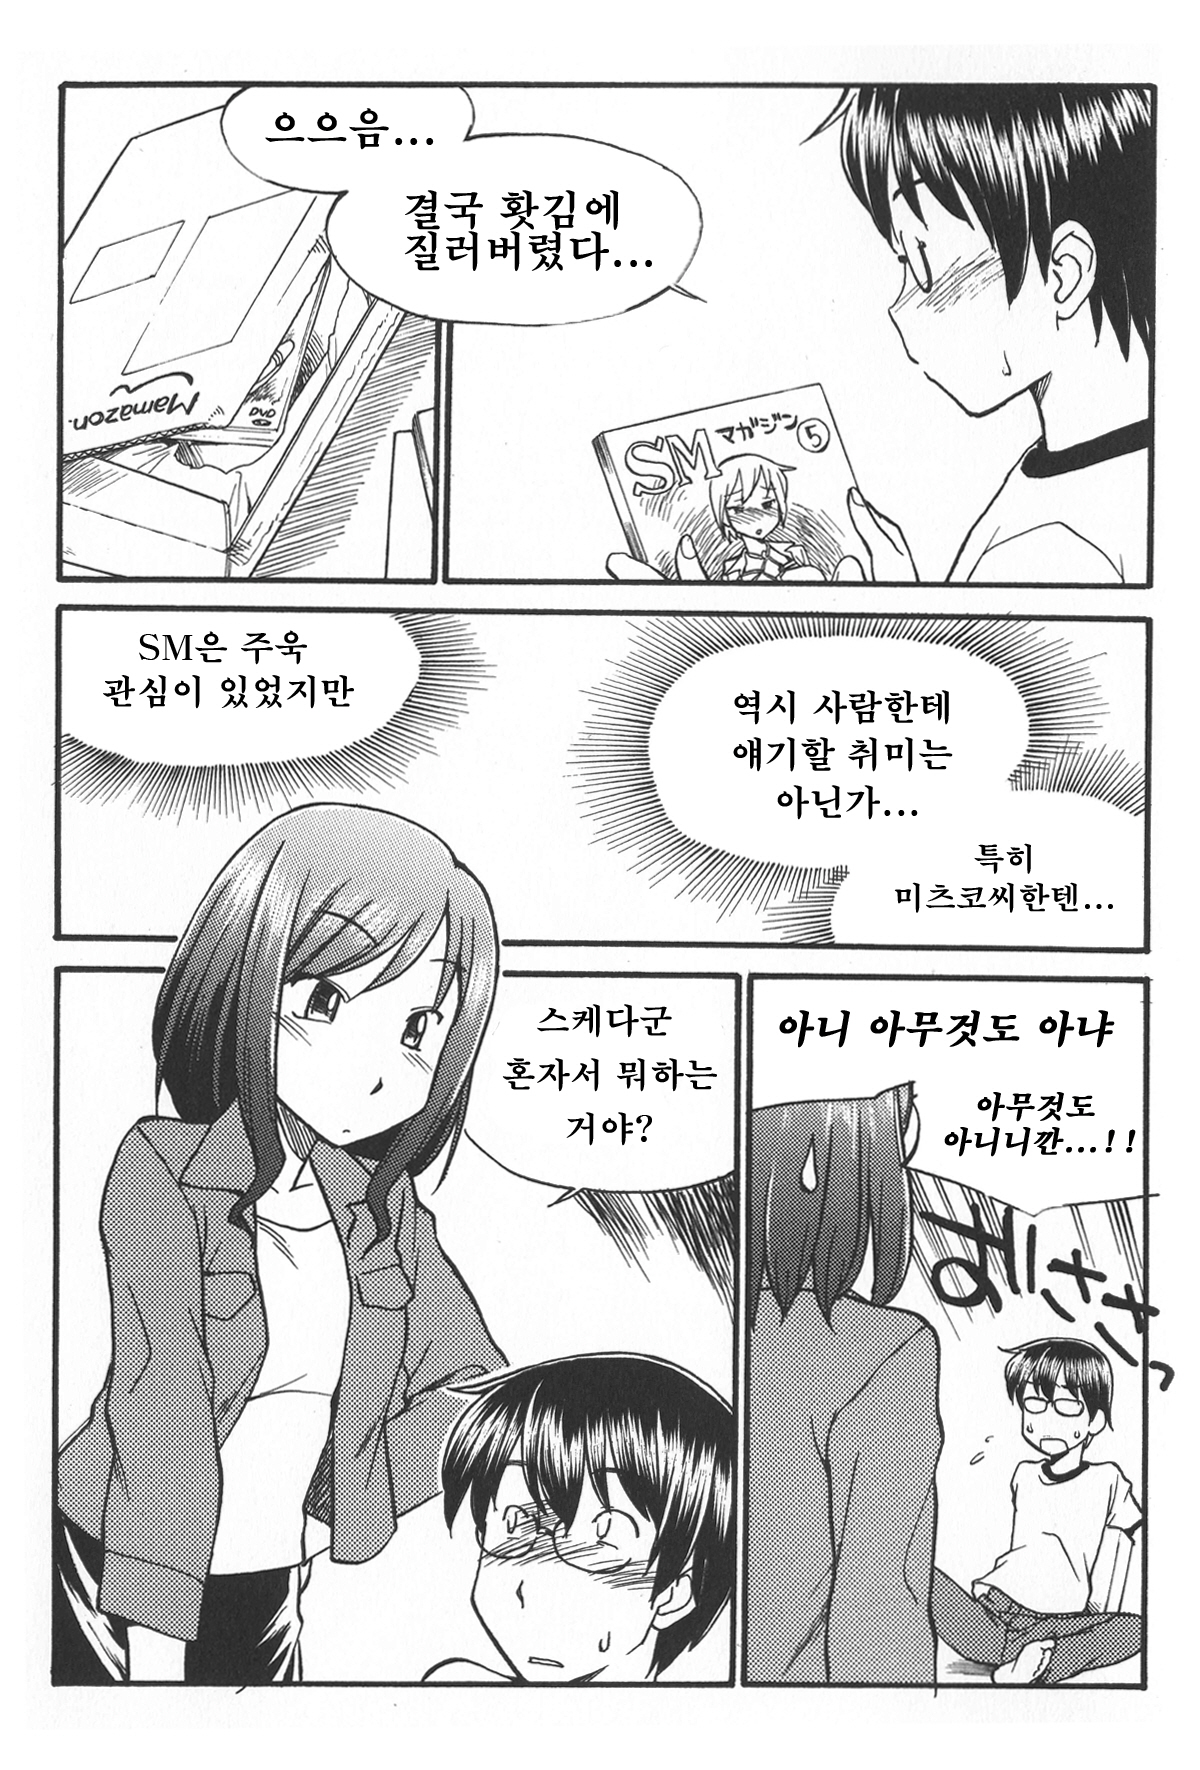 으으음...
결국 홧김에
질러버렸다...
Mamazon.
DVD
SM マガジン ⑤
SM은 주욱
관심이 있었지만
역시 사람한테
얘기할 취미는
아닌가...
특히
미츠코씨한텐...
스케다군
혼자서 뭐하는
거야?
아니 아무것도 아냐
아무것도
아니니깐...!!
ささっ